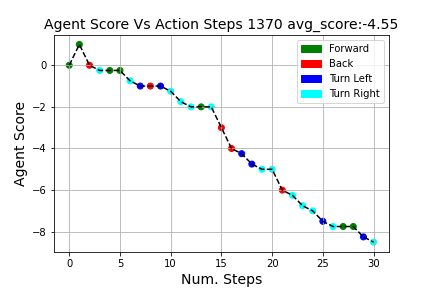 Agent Score Vs Action Steps 1370 avg_score:-4.55
Forward
Back
Turn Left
Turn Right
Agent Score
0
−2
−4
−6
−8
0 5 10 15 20 25 30
Num. Steps